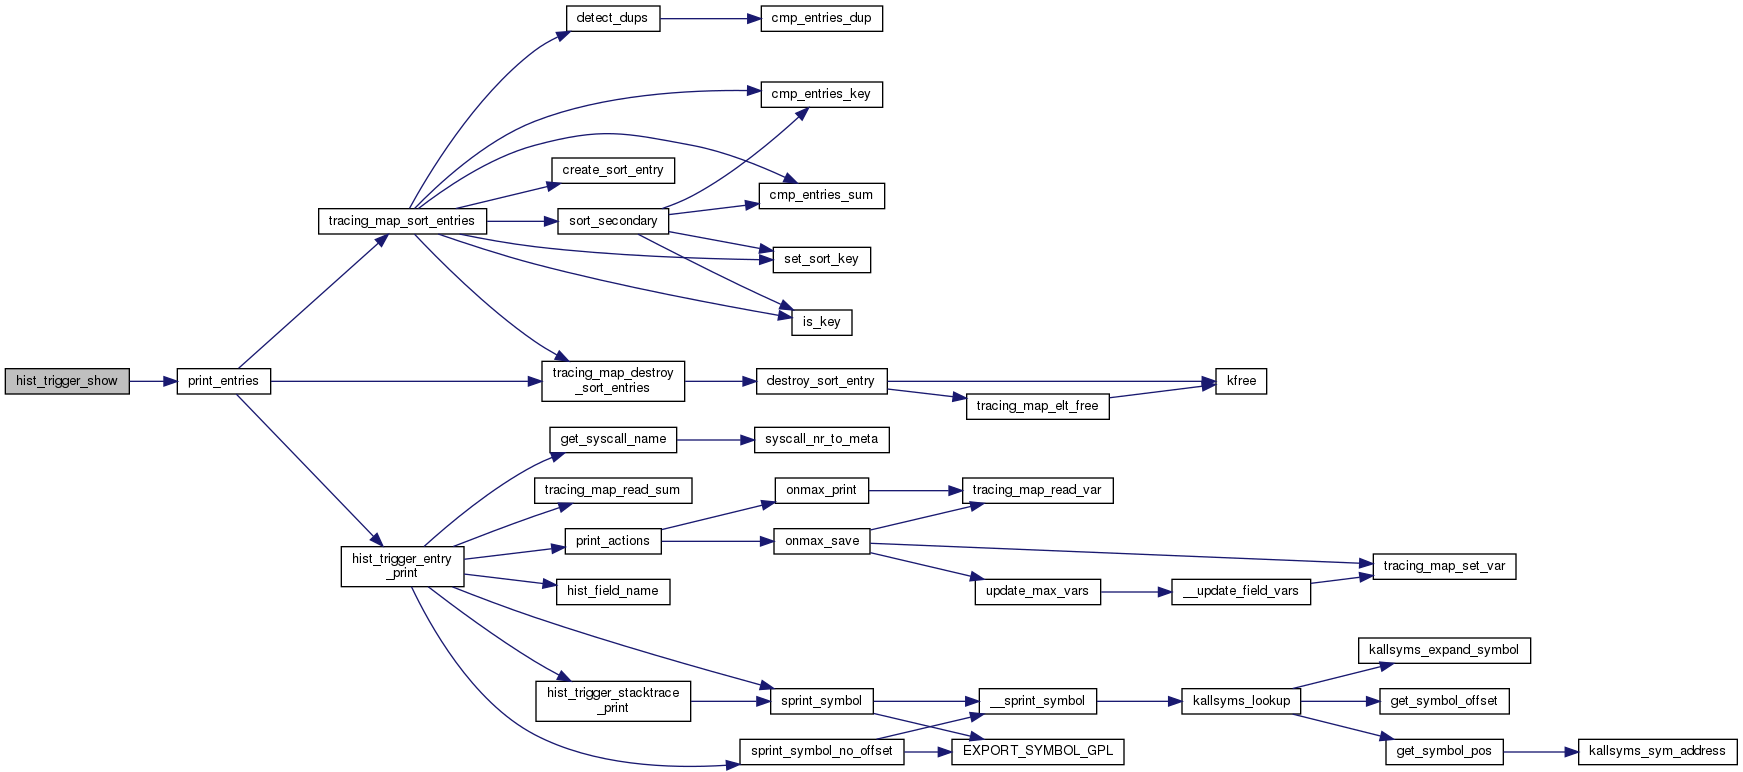 detect_dups
cmp_entries_dup
cmp_entries_key
create_sort_entry
cmp_entries_sum
tracing_map_sort_entries
sort_secondary
set_sort_key
is_key
hist_trigger_show
print_entries
tracing_map_destroy
_sort_entries
destroy_sort_entry
kfree
tracing_map_elt_free
get_syscall_name
syscall_nr_to_meta
tracing_map_read_sum
onmax_print
tracing_map_read_var
print_actions
onmax_save
hist_trigger_entry
_print
tracing_map_set_var
hist_field_name
update_max_vars
__update_field_vars
kallsyms_expand_symbol
hist_trigger_stacktrace
_print
sprint_symbol
__sprint_symbol
kallsyms_lookup
get_symbol_offset
sprint_symbol_no_offset
EXPORT_SYMBOL_GPL
get_symbol_pos
kallsyms_sym_address